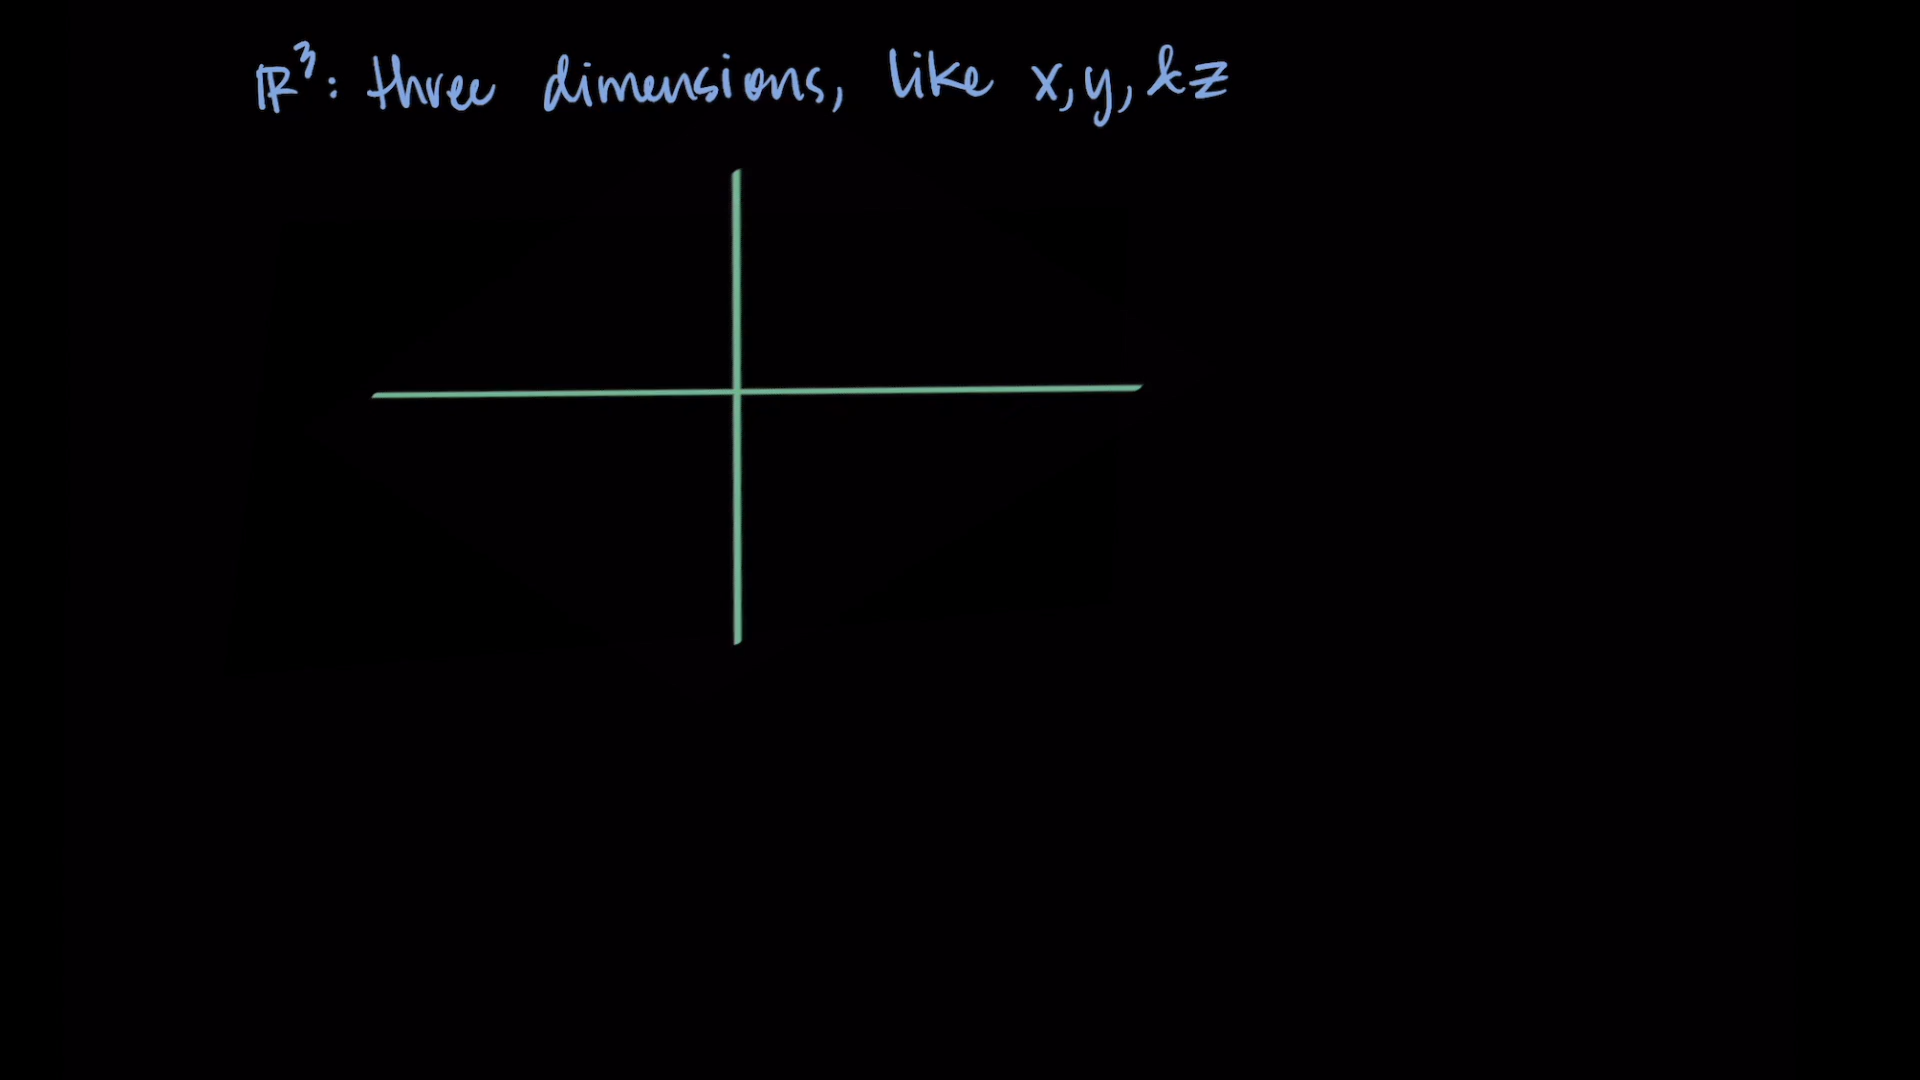 ℝ³: three dimensions, like x, y, & z